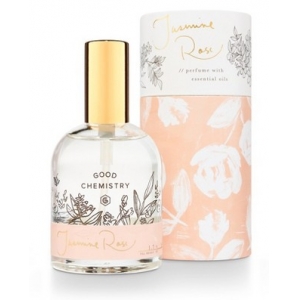 Jasmine
Rose
perfume with
essential oils
GOOD
CHEMISTRY
G
Jasmine Rose